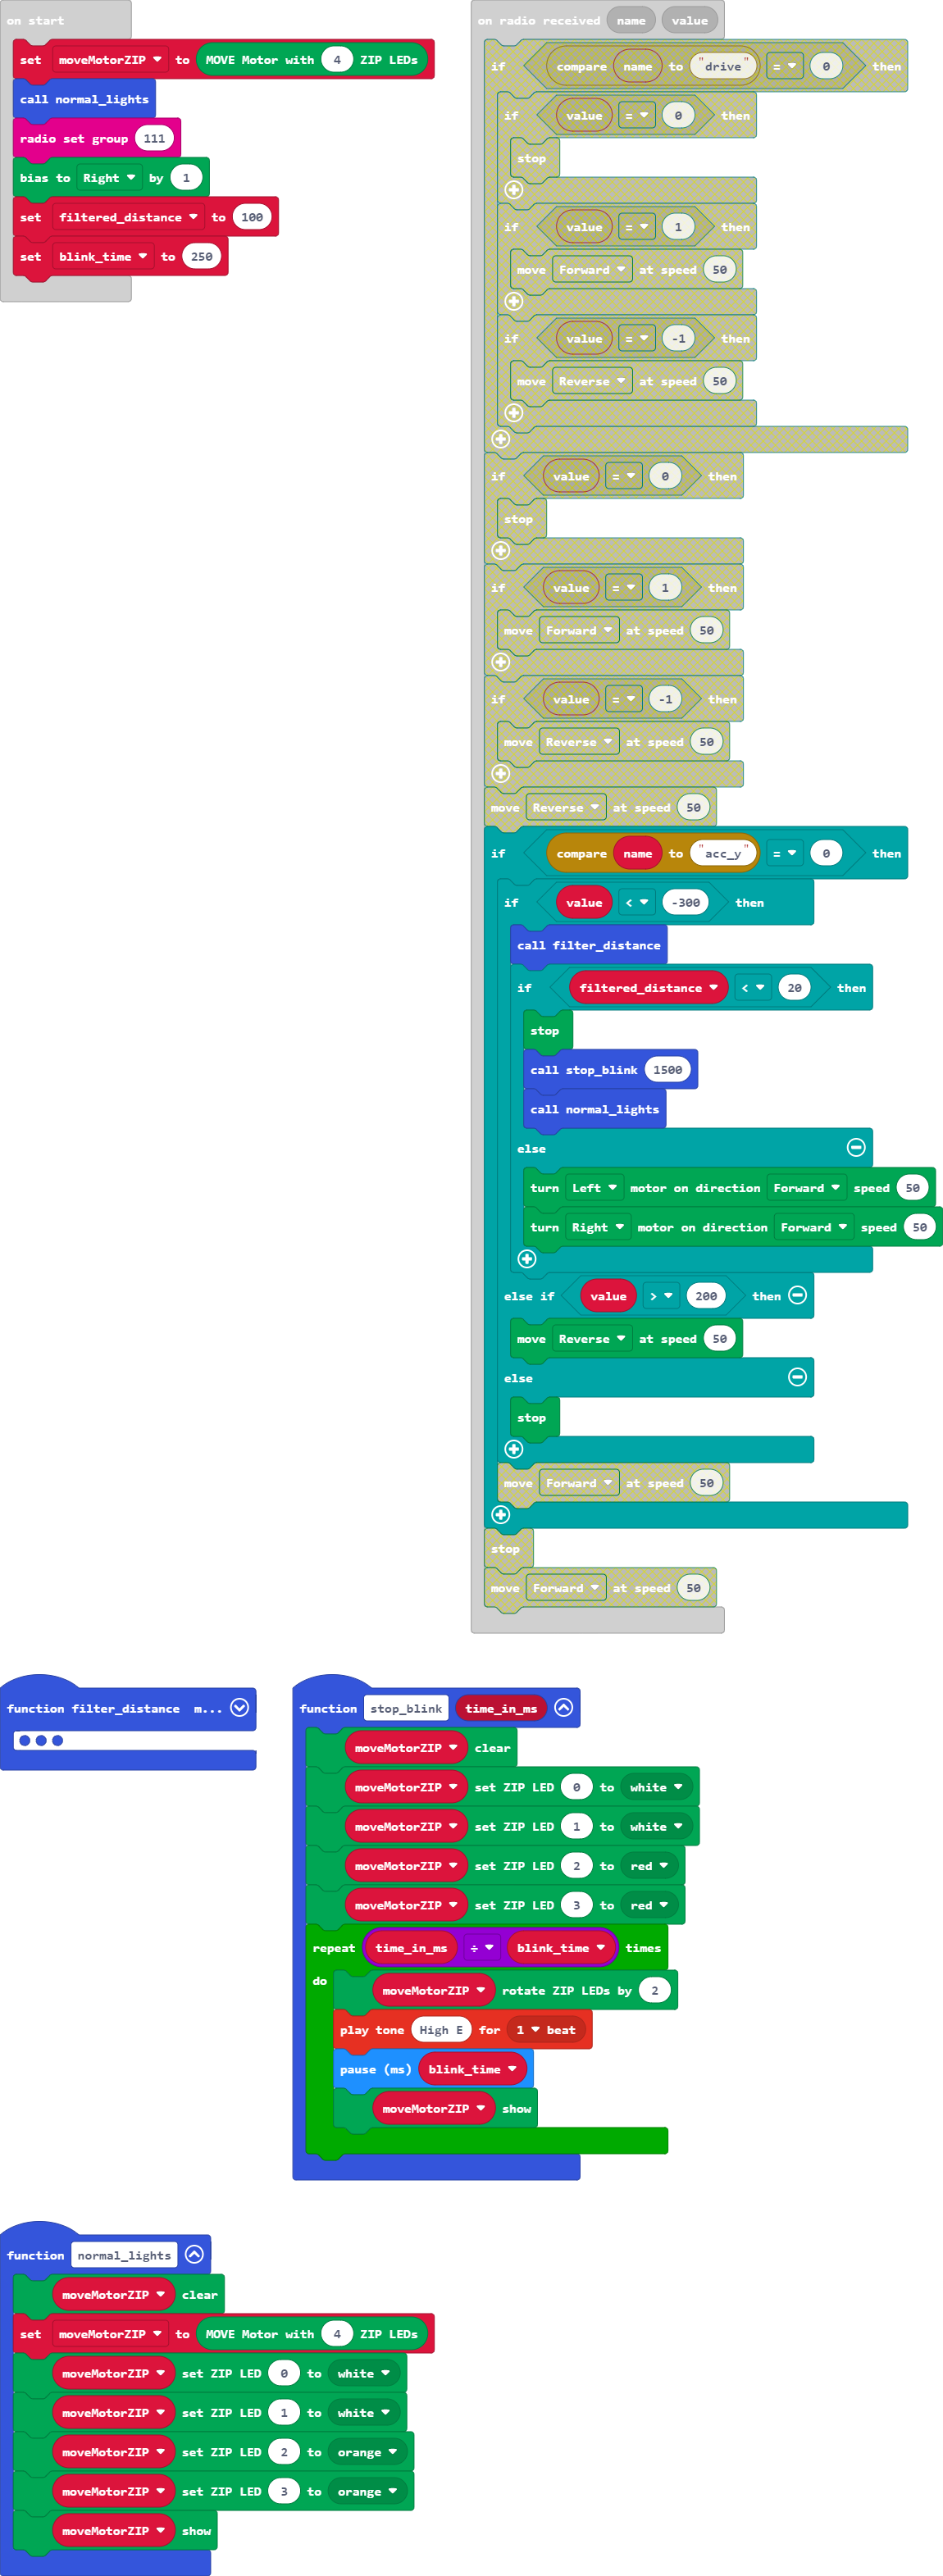 on start
set moveMotorZIP to MOVE Motor with 4 ZIP LEDs
call normal_lights
radio set group 111
bias to Right by 1
set filtered_distance to 100
set blink_time to 250
on radio received name value
if compare name to "drive" = 0 then
if value = 0 then
stop
if value = 1 then
move Forward at speed 50
if value = -1 then
move Reverse at speed 50
if value = 0 then
stop
if value = 1 then
move Forward at speed 50
if value = -1 then
move Reverse at speed 50
move Reverse at speed 50
if compare name to "acc_y" = 0 then
if value < -300 then
call filter_distance
if filtered_distance < 20 then
stop
call stop_blink 1500
call normal_lights
else
turn Left motor on direction Forward speed 50
turn Right motor on direction Forward speed 50
else if value > 200 then
move Reverse at speed 50
else
stop
move Forward at speed 50
stop
move Forward at speed 50
function filter_distance m...
function stop_blink time_in_ms
moveMotorZIP clear
moveMotorZIP set ZIP LED 0 to white
moveMotorZIP set ZIP LED 1 to white
moveMotorZIP set ZIP LED 2 to red
moveMotorZIP set ZIP LED 3 to red
repeat time_in_ms ÷ blink_time times
do
moveMotorZIP rotate ZIP LEDs by 2
play tone High E for 1 beat
pause (ms) blink_time
moveMotorZIP show
function normal_lights
moveMotorZIP clear
set moveMotorZIP to MOVE Motor with 4 ZIP LEDs
moveMotorZIP set ZIP LED 0 to white
moveMotorZIP set ZIP LED 1 to white
moveMotorZIP set ZIP LED 2 to orange
moveMotorZIP set ZIP LED 3 to orange
moveMotorZIP show